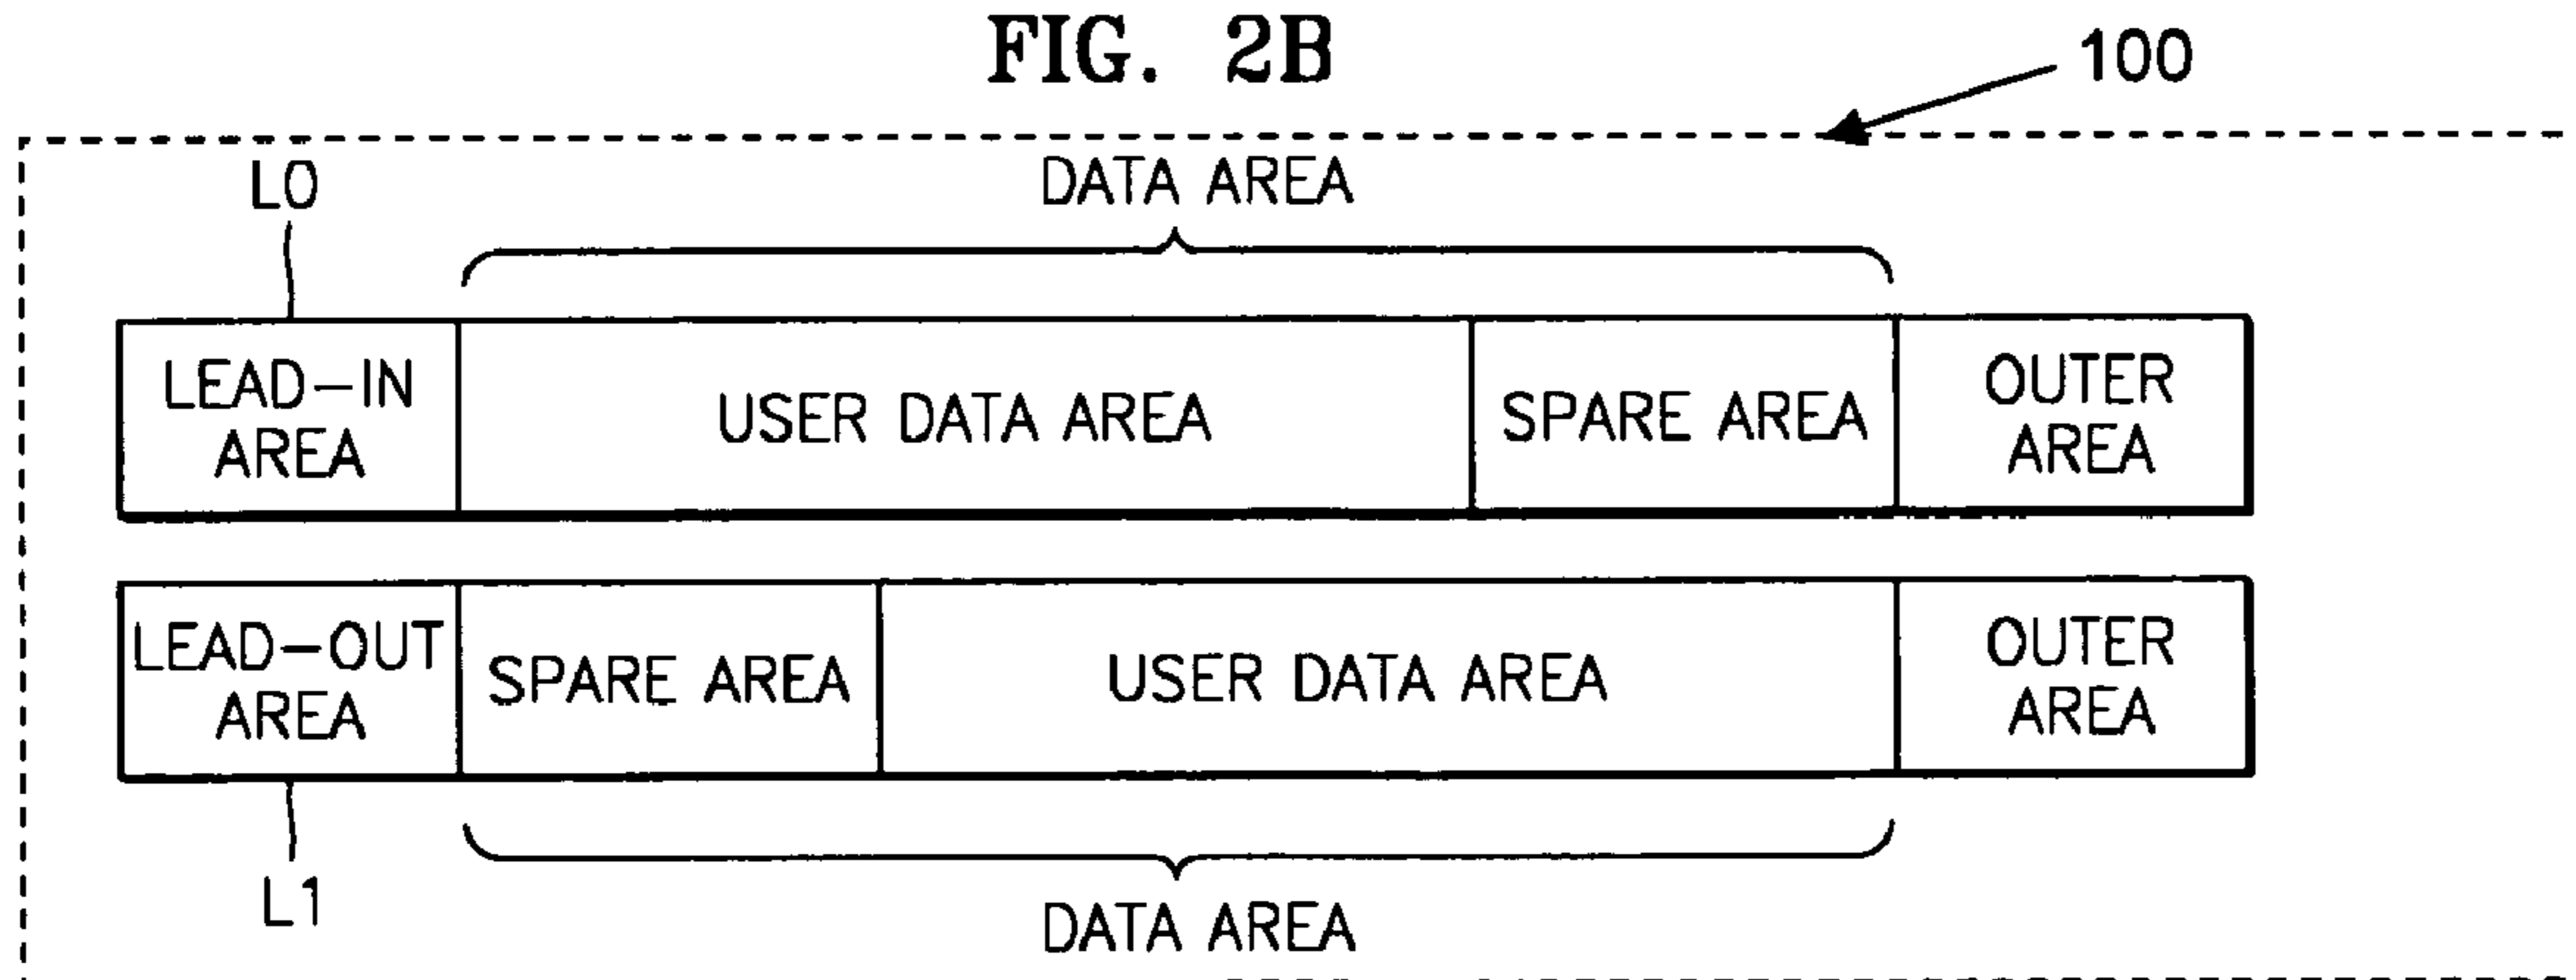 FIG. 2B
100
L0
DATA AREA
LEAD-IN
AREA
USER DATA AREA
SPARE AREA
OUTER
AREA
LEAD-OUT
AREA
SPARE AREA
USER DATA AREA
OUTER
AREA
L1
DATA AREA